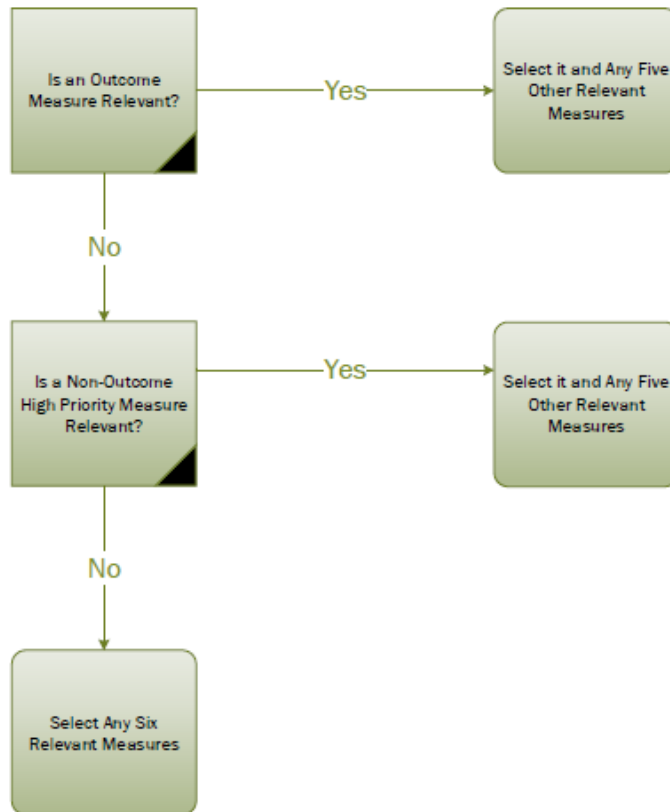 Is an Outcome
Measure Relevant?
Yes
Select it and Any Five
Other Relevant
Measures
No
Is a Non-Outcome
High Priority Measure
Relevant?
Yes
Select it and Any Five
Other Relevant
Measures
No
Select Any Six
Relevant Measures